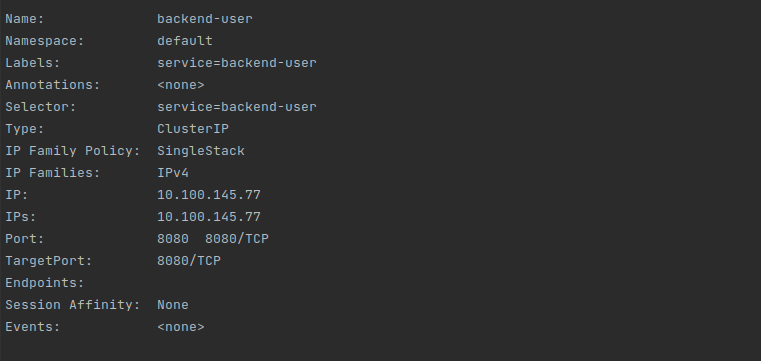 Name:              backend-user
Namespace:         default
Labels:            service=backend-user
Annotations:       <none>
Selector:          service=backend-user
Type:              ClusterIP
IP Family Policy:  SingleStack
IP Families:       IPv4
IP:                10.100.145.77
IPs:               10.100.145.77
Port:              8080  8080/TCP
TargetPort:        8080/TCP
Endpoints:
Session Affinity:  None
Events:            <none>